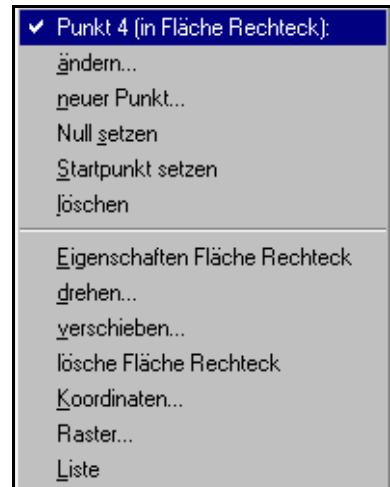 Punkt 4 (in Fläche Rechteck):
ändern...
neuer Punkt...
Null setzen
Startpunkt setzen
löschen
Eigenschaften Fläche Rechteck
drehen...
verschieben...
lösche Fläche Rechteck
Koordinaten...
Raster...
Liste